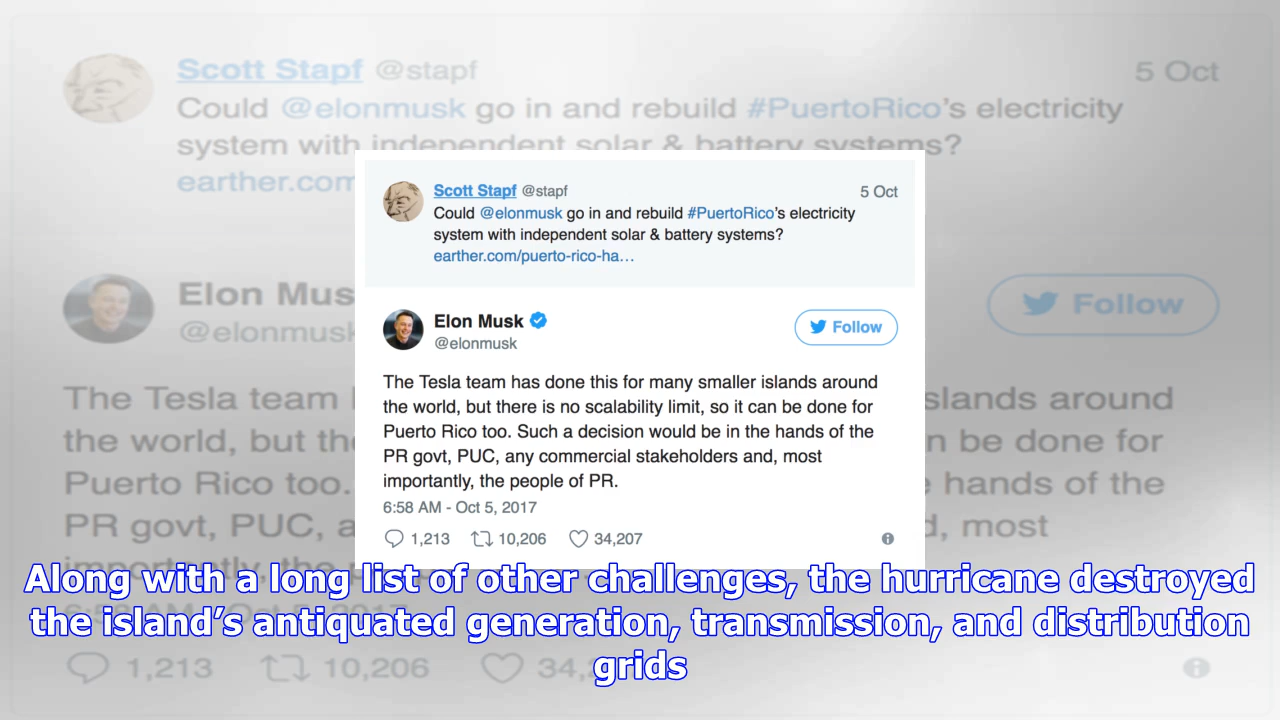 Scott Stapf @stapf 5 Oct
Could @elonmusk go in and rebuild #PuertoRico's electricity
system with independent solar & battery systems?
earther.com
Elon Mus
@elonmusk
Follow
The Tesla team
slands around
the world, but th
n be done for
Puerto Rico too.
hands of the
PR govt, PUC, a
d, most
1,213 10,206 34,2
Scott Stapf @stapf 5 Oct
Could @elonmusk go in and rebuild #PuertoRico's electricity
system with independent solar & battery systems?
earther.com/puerto-rico-ha…
Elon Musk
@elonmusk
Follow
The Tesla team has done this for many smaller islands around
the world, but there is no scalability limit, so it can be done for
Puerto Rico too. Such a decision would be in the hands of the
PR govt, PUC, any commercial stakeholders and, most
importantly, the people of PR.
6:58 AM - Oct 5, 2017
1,213 10,206 34,207
Along with a long list of other challenges, the hurricane destroyed
the island’s antiquated generation, transmission, and distribution
grids